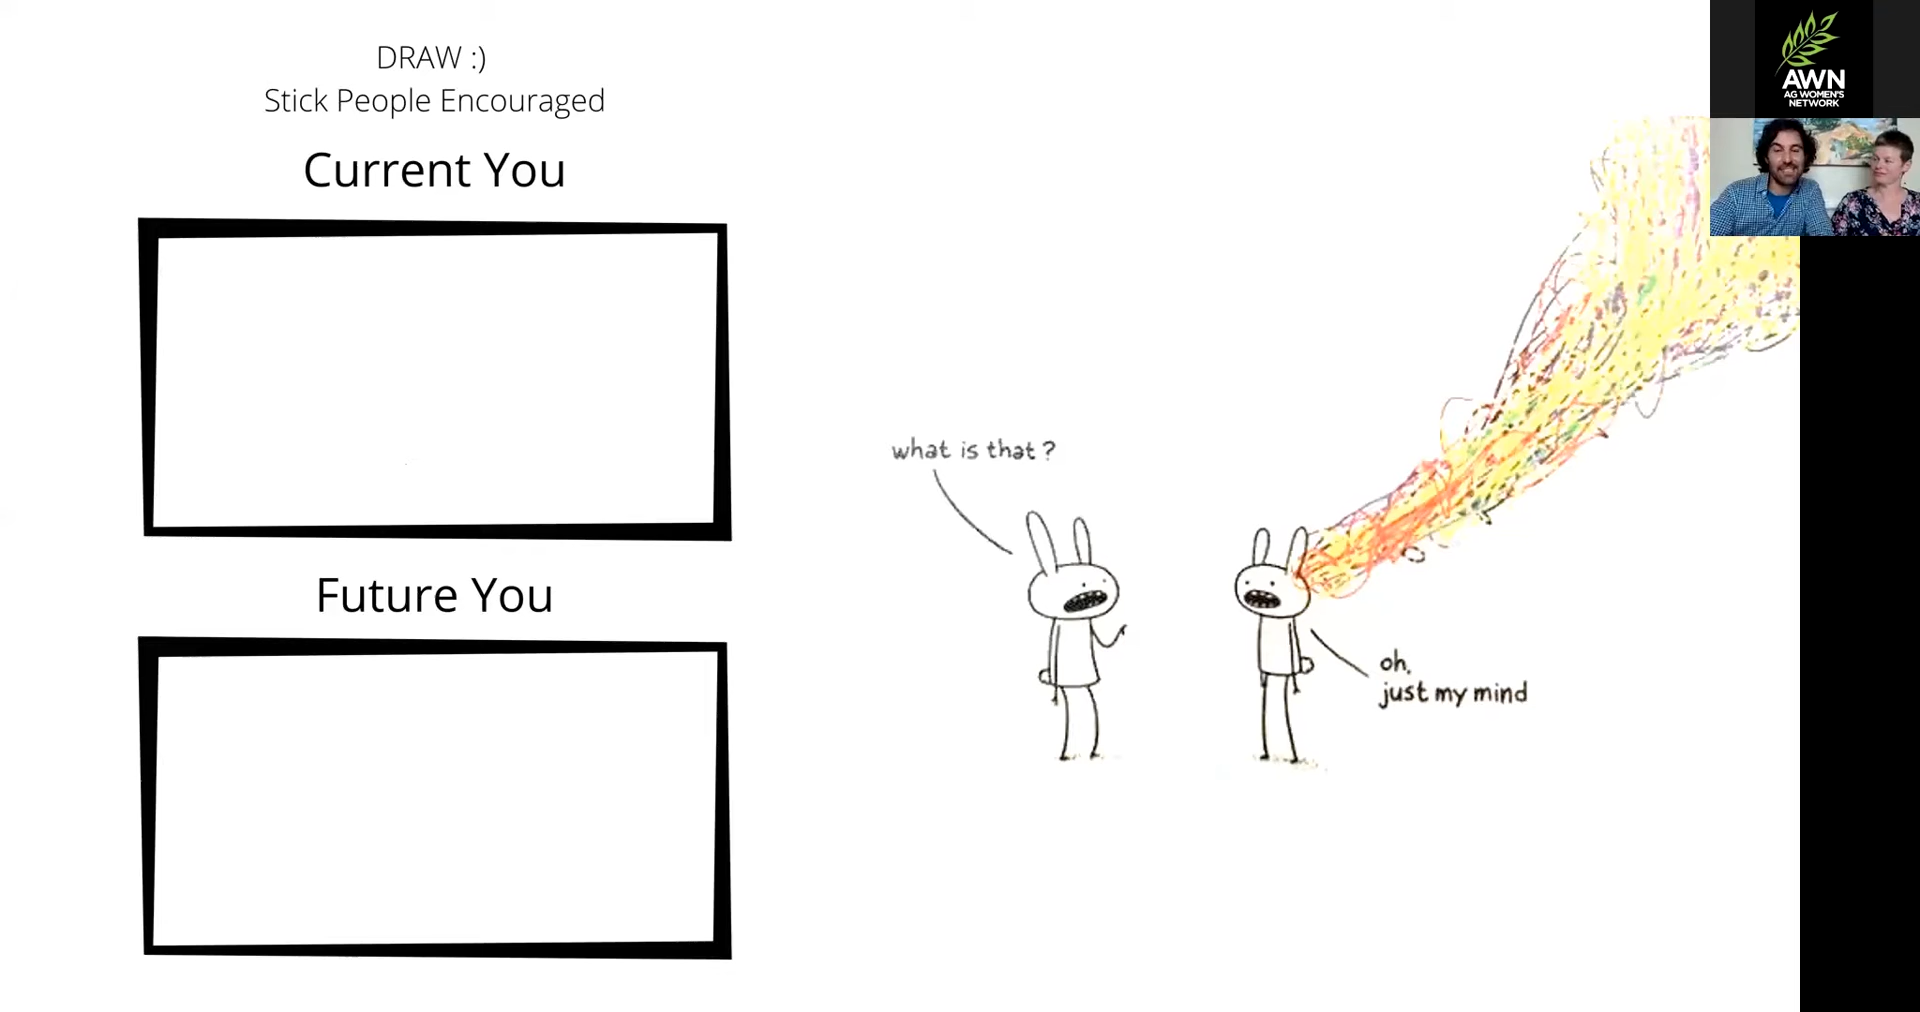 DRAW :)
Stick People Encouraged
Current You
Future You
what is that?
oh,
just my mind
AWN
AG WOMEN'S
NETWORK